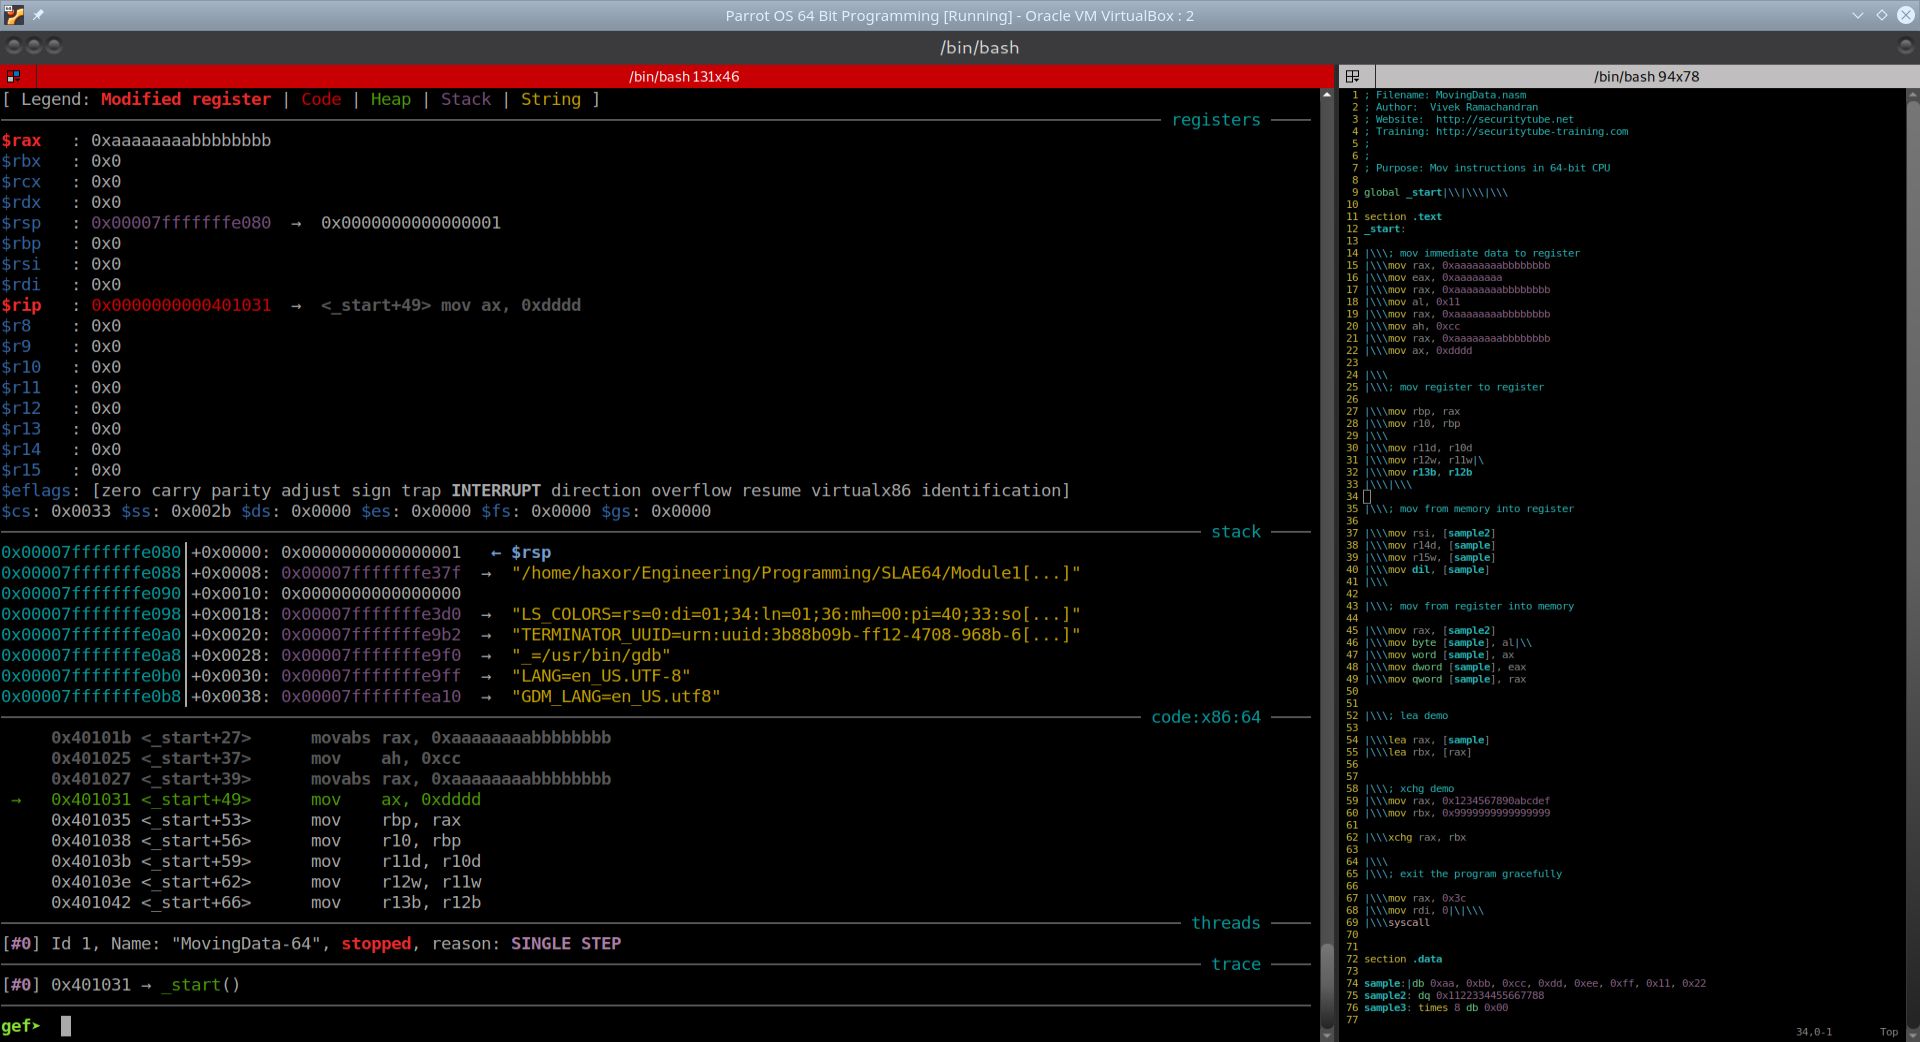 Parrot OS 64 Bit Programming [Running] - Oracle VM VirtualBox : 2
/bin/bash
/bin/bash 131x46
[ Legend: Modified register | Code | Heap | Stack | String ]
registers
$rax   : 0xaaaaaaaabbbbbbbb
$rbx   : 0x0
$rcx   : 0x0
$rdx   : 0x0
$rsp   : 0x00007fffffffe080  →  0x0000000000000001
$rbp   : 0x0
$rsi   : 0x0
$rdi   : 0x0
$rip   : 0x0000000000401031  →  <_start+49> mov ax, 0xdddd
$r8    : 0x0
$r9    : 0x0
$r10   : 0x0
$r11   : 0x0
$r12   : 0x0
$r13   : 0x0
$r14   : 0x0
$r15   : 0x0
$eflags: [zero carry parity adjust sign trap INTERRUPT direction overflow resume virtualx86 identification]
$cs: 0x0033 $ss: 0x002b $ds: 0x0000 $es: 0x0000 $fs: 0x0000 $gs: 0x0000
stack
0x00007fffffffe080│+0x0000: 0x0000000000000001   ← $rsp
0x00007fffffffe088│+0x0008: 0x00007fffffffe37f  →  "/home/haxor/Engineering/Programming/SLAE64/Module1[...]"
0x00007fffffffe090│+0x0010: 0x0000000000000000
0x00007fffffffe098│+0x0018: 0x00007fffffffe3d0  →  "LS_COLORS=rs=0:di=01;34:ln=01;36:mh=00:pi=40;33:so[...]"
0x00007fffffffe0a0│+0x0020: 0x00007fffffffe9b2  →  "TERMINATOR_UUID=urn:uuid:3b88b09b-ff12-4708-968b-6[...]"
0x00007fffffffe0a8│+0x0028: 0x00007fffffffe9f0  →  "_=/usr/bin/gdb"
0x00007fffffffe0b0│+0x0030: 0x00007fffffffe9ff  →  "LANG=en_US.UTF-8"
0x00007fffffffe0b8│+0x0038: 0x00007fffffffea10  →  "GDM_LANG=en_US.utf8"
code:x86:64
0x40101b <_start+27>      movabs rax, 0xaaaaaaaabbbbbbbb
0x401025 <_start+37>      mov    ah, 0xcc
0x401027 <_start+39>      movabs rax, 0xaaaaaaaabbbbbbbb
→   0x401031 <_start+49>      mov    ax, 0xdddd
0x401035 <_start+53>      mov    rbp, rax
0x401038 <_start+56>      mov    r10, rbp
0x40103b <_start+59>      mov    r11d, r10d
0x40103e <_start+62>      mov    r12w, r11w
0x401042 <_start+66>      mov    r13b, r12b
threads
[#0] Id 1, Name: "MovingData-64", stopped, reason: SINGLE STEP
trace
[#0] 0x401031 → _start()
gef➤
/bin/bash 94x78
1 ; Filename: MovingData.nasm
2 ; Author:  Vivek Ramachandran
3 ; Website:  http://securitytube.net
4 ; Training: http://securitytube-training.com
5 ;
6 ;
7 ; Purpose: Mov instructions in 64-bit CPU
8
9 global _start|\\|\\\|\\\
10
11 section .text
12 _start:
13
14 |\\\; mov immediate data to register
15 |\\\mov rax, 0xaaaaaaaabbbbbbbb
16 |\\\mov eax, 0xaaaaaaaa
17 |\\\mov rax, 0xaaaaaaaabbbbbbbb
18 |\\\mov al, 0x11
19 |\\\mov rax, 0xaaaaaaaabbbbbbbb
20 |\\\mov ah, 0xcc
21 |\\\mov rax, 0xaaaaaaaabbbbbbbb
22 |\\\mov ax, 0xdddd
23
24 |\\\
25 |\\\; mov register to register
26
27 |\\\mov rbp, rax
28 |\\\mov r10, rbp
29 |\\\
30 |\\\mov r11d, r10d
31 |\\\mov r12w, r11w|\
32 |\\\mov r13b, r12b
33 |\\\|\\\
34
35 |\\\; mov from memory into register
36
37 |\\\mov rsi, [sample2]
38 |\\\mov r14d, [sample]
39 |\\\mov r15w, [sample]
40 |\\\mov dil, [sample]
41 |\\\
42
43 |\\\; mov from register into memory
44
45 |\\\mov rax, [sample2]
46 |\\\mov byte [sample], al|\\
47 |\\\mov word [sample], ax
48 |\\\mov dword [sample], eax
49 |\\\mov qword [sample], rax
50
51
52 |\\\; lea demo
53
54 |\\\lea rax, [sample]
55 |\\\lea rbx, [rax]
56
57
58 |\\\; xchg demo
59 |\\\mov rax, 0x1234567890abcdef
60 |\\\mov rbx, 0x9999999999999999
61
62 |\\\xchg rax, rbx
63
64 |\\\
65 |\\\; exit the program gracefully
66
67 |\\\mov rax, 0x3c
68 |\\\mov rdi, 0|\|\\\
69 |\\\syscall
70
71
72 section .data
73
74 sample:|db 0xaa, 0xbb, 0xcc, 0xdd, 0xee, 0xff, 0x11, 0x22
75 sample2: dq 0x1122334455667788
76 sample3: times 8 db 0x00
77
34,0-1 Top